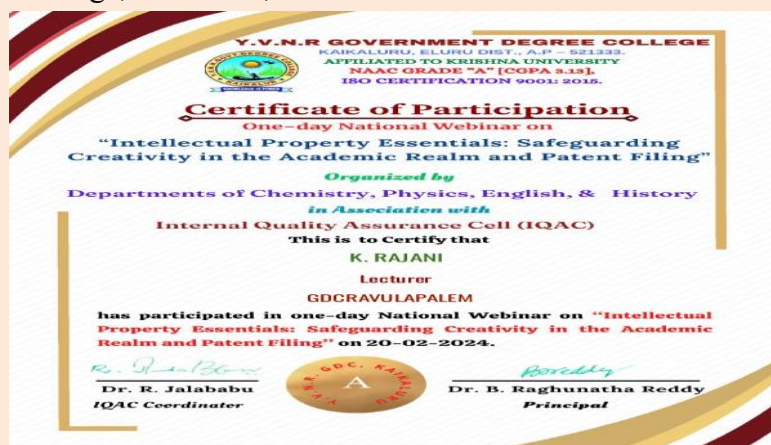 Y.V.N.R GOVERNMENT DEGREE COLLEGE
KAIKALURU, ELURU DIST., A.P – 521333.
AFFILIATED TO KRISHNA UNIVERSITY
NAAC GRADE "A" [CGPA 3.13],
ISO CERTIFICATION 9001: 2015.
KNOWLEDGE IS POWER
Certificate of Participation
One-day National Webinar on
“Intellectual Property Essentials: Safeguarding
Creativity in the Academic Realm and Patent Filing”
Organized by
Departments of Chemistry, Physics, English, & History
in Association with
Internal Quality Assurance Cell (IQAC)
This is to Certify that
K. RAJANI
Lecturer
GDCRAVULAPALEM
has participated in one-day National Webinar on “Intellectual
Property Essentials: Safeguarding Creativity in the Academic
Realm and Patent Filing” on 20-02-2024.
Y.V.N.R. GDC, KAIKALURU
A
Dr. R. Jalababu
IQAC Coordinator
Dr. B. Raghunatha Reddy
Principal